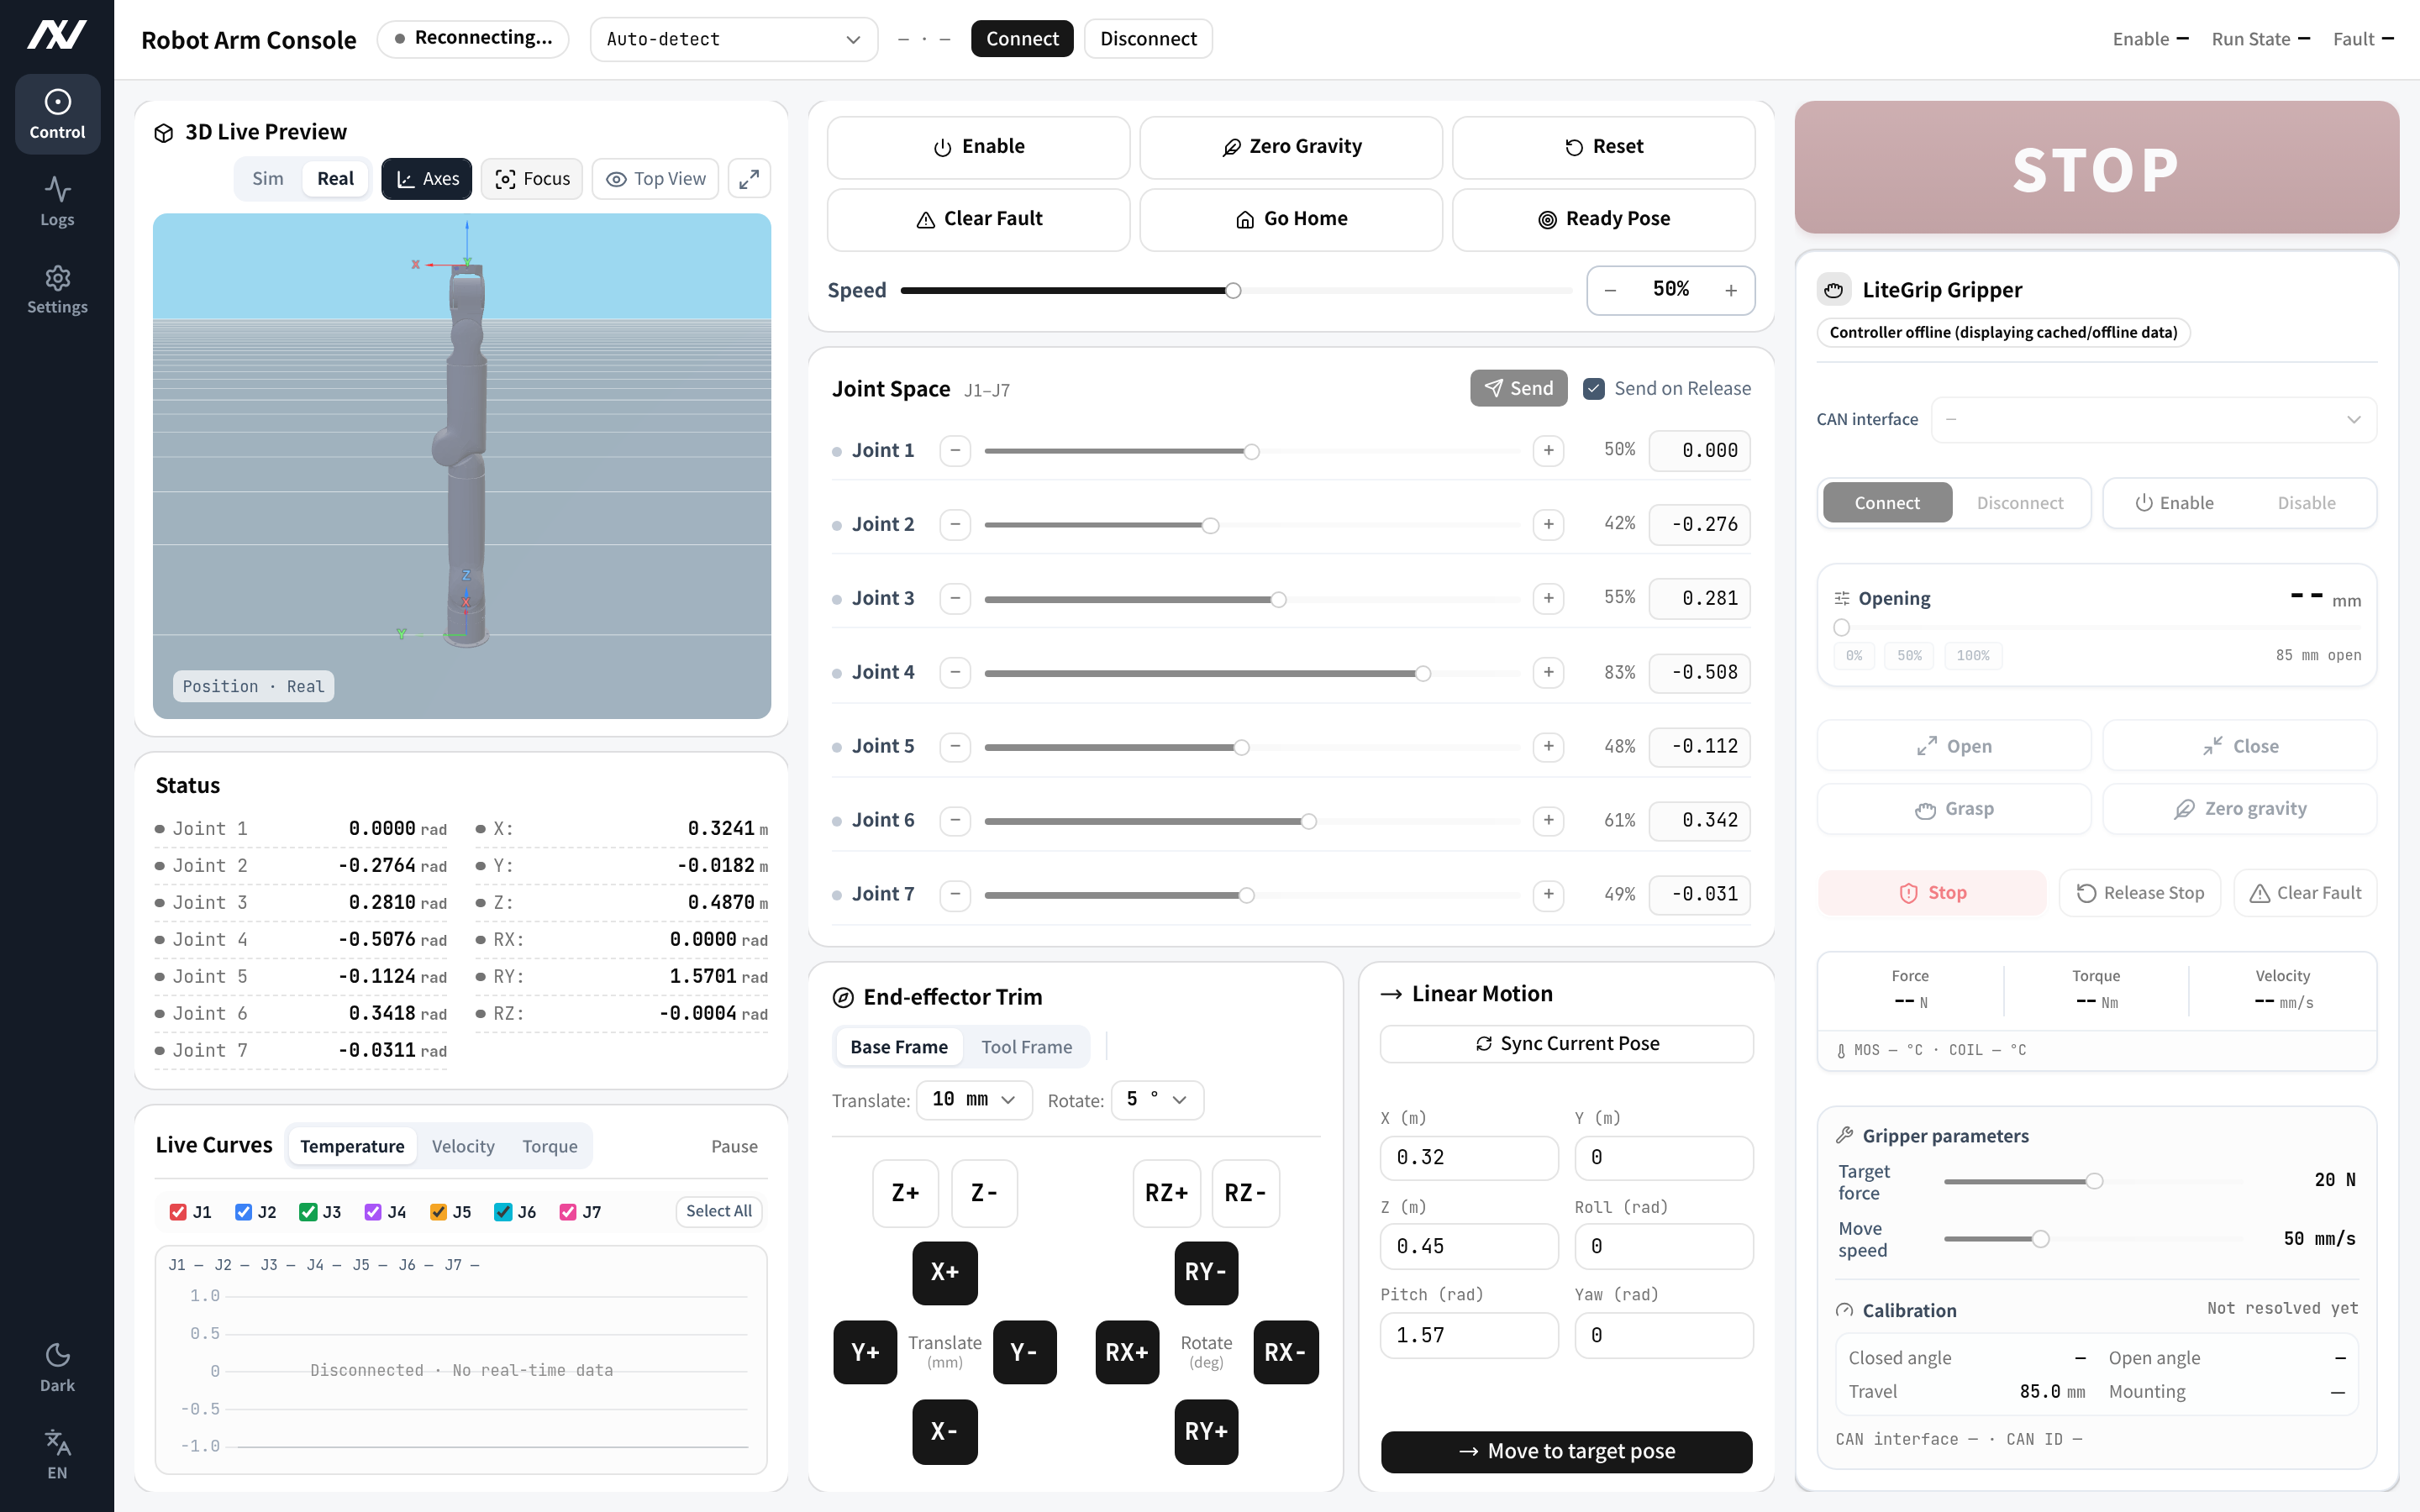 Robot Arm Console
Reconnecting...
Auto-detect
— · —
Connect
Disconnect
Enable —
Run State —
Fault —
Control
Logs
Settings
Dark
EN
3D Live Preview
Sim
Real
Axes
Focus
Top View
X
Y
Z
X
Y
Position · Real
Status
Joint 1 0.0000 rad
Joint 2 -0.2764 rad
Joint 3 0.2810 rad
Joint 4 -0.5076 rad
Joint 5 -0.1124 rad
Joint 6 0.3418 rad
Joint 7 -0.0311 rad
X: 0.3241 m
Y: -0.0182 m
Z: 0.4870 m
RX: 0.0000 rad
RY: 1.5701 rad
RZ: -0.0004 rad
Live Curves
Temperature
Velocity
Torque
Pause
J1 J2 J3 J4 J5 J6 J7
Select All
J1 — J2 — J3 — J4 — J5 — J6 — J7 —
1.0
0.5
0
-0.5
-1.0
Disconnected · No real-time data
Enable
Zero Gravity
Reset
Clear Fault
Go Home
Ready Pose
Speed
− 50% +
Joint Space J1–J7
Send
Send on Release
Joint 1 − + 50% 0.000
Joint 2 − + 42% -0.276
Joint 3 − + 55% 0.281
Joint 4 − + 83% -0.508
Joint 5 − + 48% -0.112
Joint 6 − + 61% 0.342
Joint 7 − + 49% -0.031
End-effector Trim
Base Frame
Tool Frame
Translate: 10 mm
Rotate: 5 °
Z+ Z-
X+
Y+ Translate (mm) Y-
X-
RZ+ RZ-
RY-
RX+ Rotate (deg) RX-
RY+
→ Linear Motion
Sync Current Pose
X (m)
0.32
Y (m)
0
Z (m)
0.45
Roll (rad)
0
Pitch (rad)
1.57
Yaw (rad)
0
→ Move to target pose
STOP
LiteGrip Gripper
Controller offline (displaying cached/offline data)
CAN interface —
Connect
Disconnect
Enable
Disable
Opening
-- mm
0% 50% 100%
85 mm open
Open
Close
Grasp
Zero gravity
Stop
Release Stop
Clear Fault
Force
-- N
Torque
-- Nm
Velocity
-- mm/s
MOS — °C · COIL — °C
Gripper parameters
Target force
20 N
Move speed
50 mm/s
Calibration
Not resolved yet
Closed angle —
Open angle —
Travel 85.0 mm
Mounting —
CAN interface — · CAN ID —